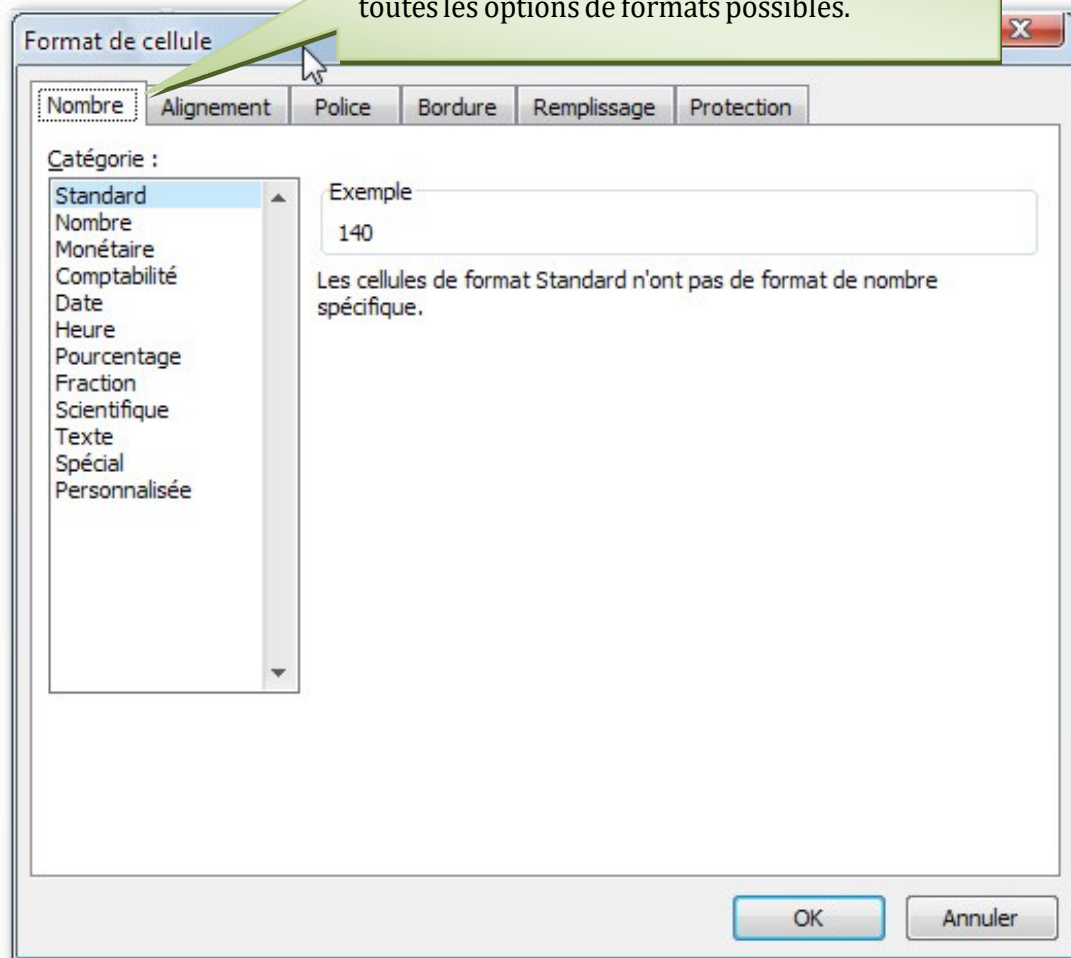 toutes les options de formats possibles.
Format de cellule
Nombre Alignement Police Bordure Remplissage Protection
Catégorie :
Standard
Nombre
Monétaire
Comptabilité
Date
Heure
Pourcentage
Fraction
Scientifique
Texte
Spécial
Personnalisée
Exemple
140
Les cellules de format Standard n'ont pas de format de nombre
spécifique.
OK Annuler